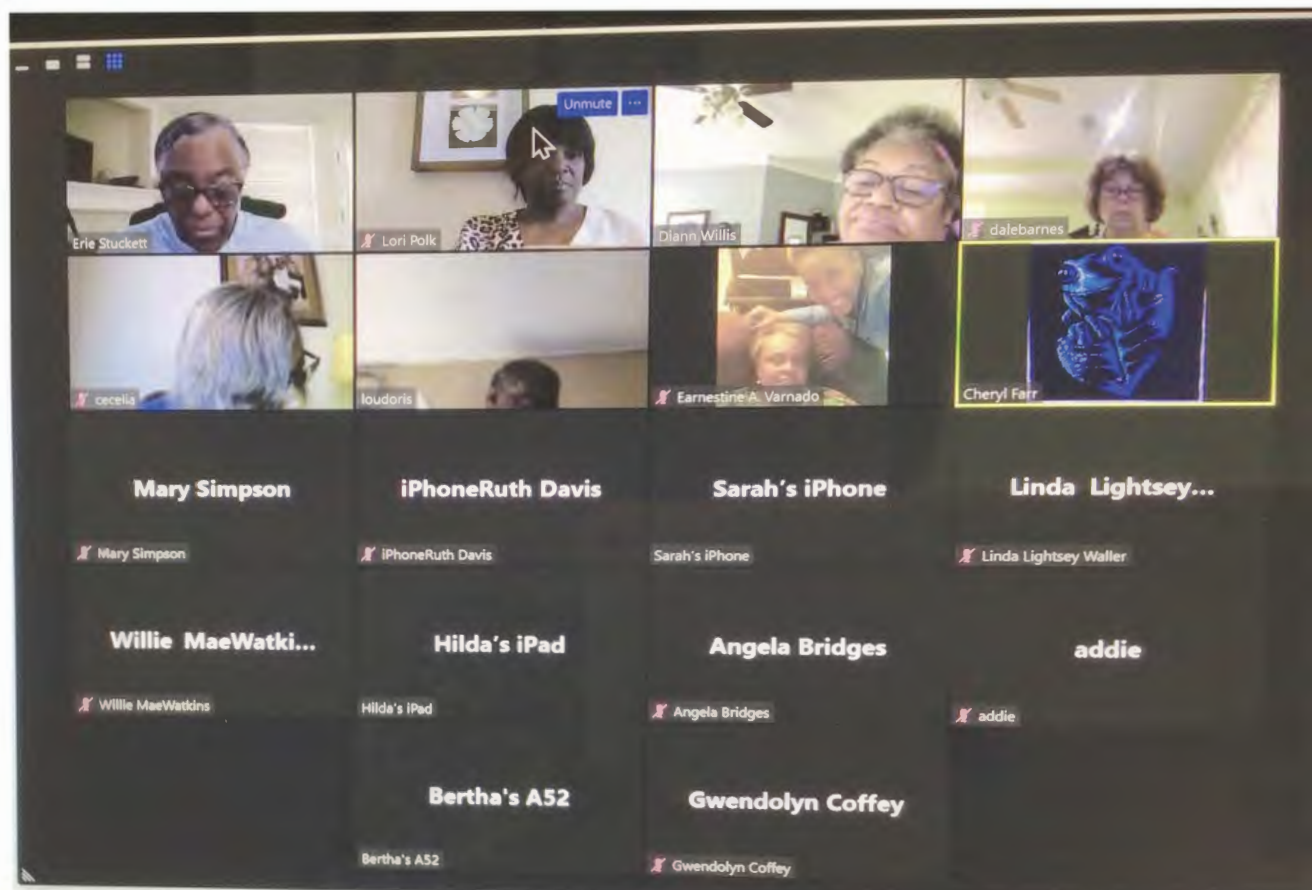 Unmute ...
Erie Stuckett
Lori Polk
Diann Willis
dalebarnes
cecelia
loudoris
Earnestine A. Varnado
Cheryl Farr
Mary Simpson
iPhoneRuth Davis
Sarah's iPhone
Linda Lightsey...
Mary Simpson
iPhoneRuth Davis
Sarah's iPhone
Linda Lightsey Waller
Willie MaeWatki...
Hilda's iPad
Angela Bridges
addie
Willie MaeWatkins
Hilda's iPad
Angela Bridges
addie
Bertha's A52
Gwendolyn Coffey
Bertha's A52
Gwendolyn Coffey